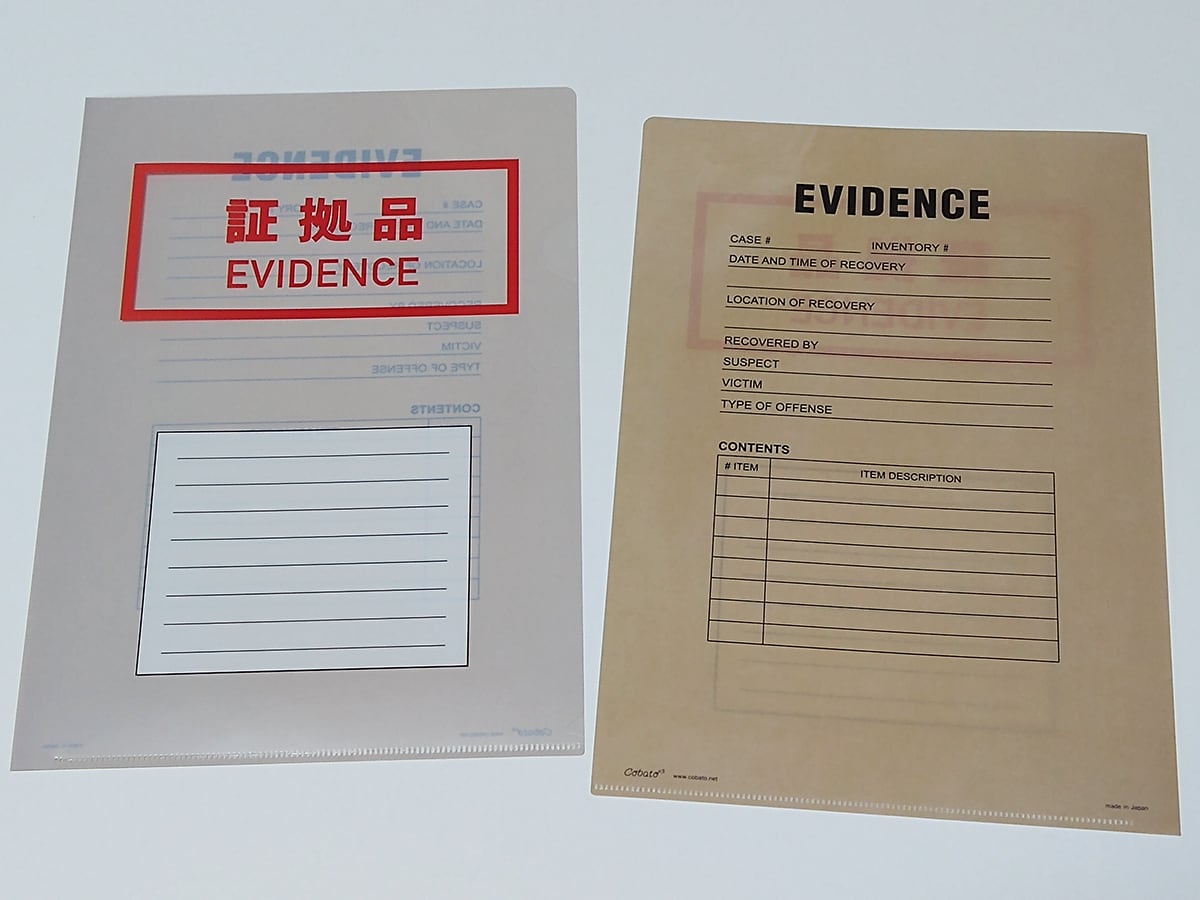 証拠品
EVIDENCE
EVIDENCE
CASE # INVENTORY #
DATE AND TIME OF RECOVERY
LOCATION OF RECOVERY
RECOVERED BY
SUSPECT
VICTIM
TYPE OF OFFENSE
CONTENTS
# ITEM ITEM DESCRIPTION
Cobato www.cobato.net
made in Japan